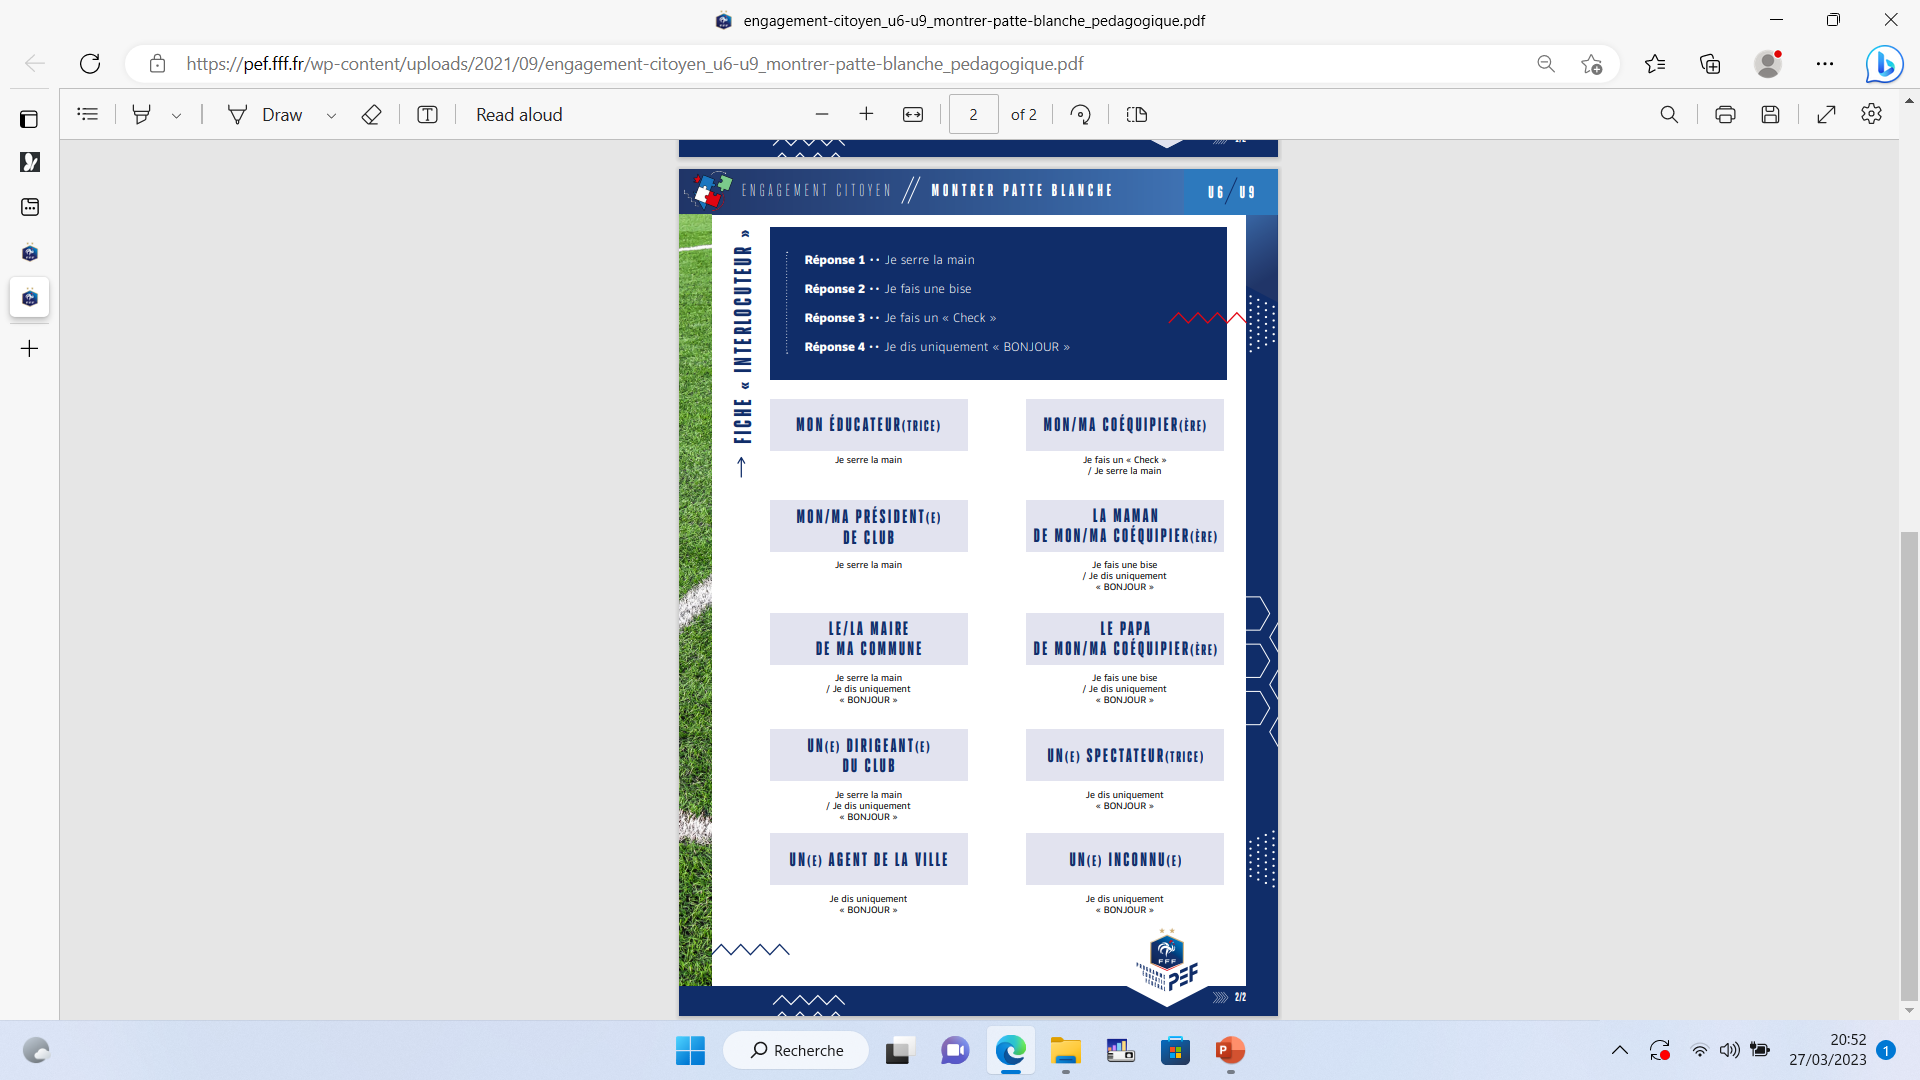 engagement-citoyen_u6-u9_montrer-patte-blanche_pedagogique.pdf
https://pef.fff.fr/wp-content/uploads/2021/09/engagement-citoyen_u6-u9_montrer-patte-blanche_pedagogique.pdf
Draw
Read aloud
2
of 2
2/2
ENGAGEMENT CITOYEN // MONTRER PATTE BLANCHE
U6/U9
FICHE « INTERLOCUTEUR »
Réponse 1 •• Je serre la main
Réponse 2 •• Je fais une bise
Réponse 3 •• Je fais un « Check »
Réponse 4 •• Je dis uniquement « BONJOUR »
MON ÉDUCATEUR(TRICE)
Je serre la main
MON/MA COÉQUIPIER(ÈRE)
Je fais un « Check »
/ Je serre la main
MON/MA PRÉSIDENT(E)
DE CLUB
Je serre la main
LA MAMAN
DE MON/MA COÉQUIPIER(ÈRE)
Je fais une bise
/ Je dis uniquement
« BONJOUR »
LE/LA MAIRE
DE MA COMMUNE
Je serre la main
/ Je dis uniquement
« BONJOUR »
LE PAPA
DE MON/MA COÉQUIPIER(ÈRE)
Je fais une bise
/ Je dis uniquement
« BONJOUR »
UN(E) DIRIGEANT(E)
DU CLUB
Je serre la main
/ Je dis uniquement
« BONJOUR »
UN(E) SPECTATEUR(TRICE)
Je dis uniquement
« BONJOUR »
UN(E) AGENT DE LA VILLE
Je dis uniquement
« BONJOUR »
UN(E) INCONNU(E)
Je dis uniquement
« BONJOUR »
FFF
PROGRAMME
ÉDUCATIF
FÉDÉRAL
PEF
2/2
Recherche
20:52
27/03/2023
1